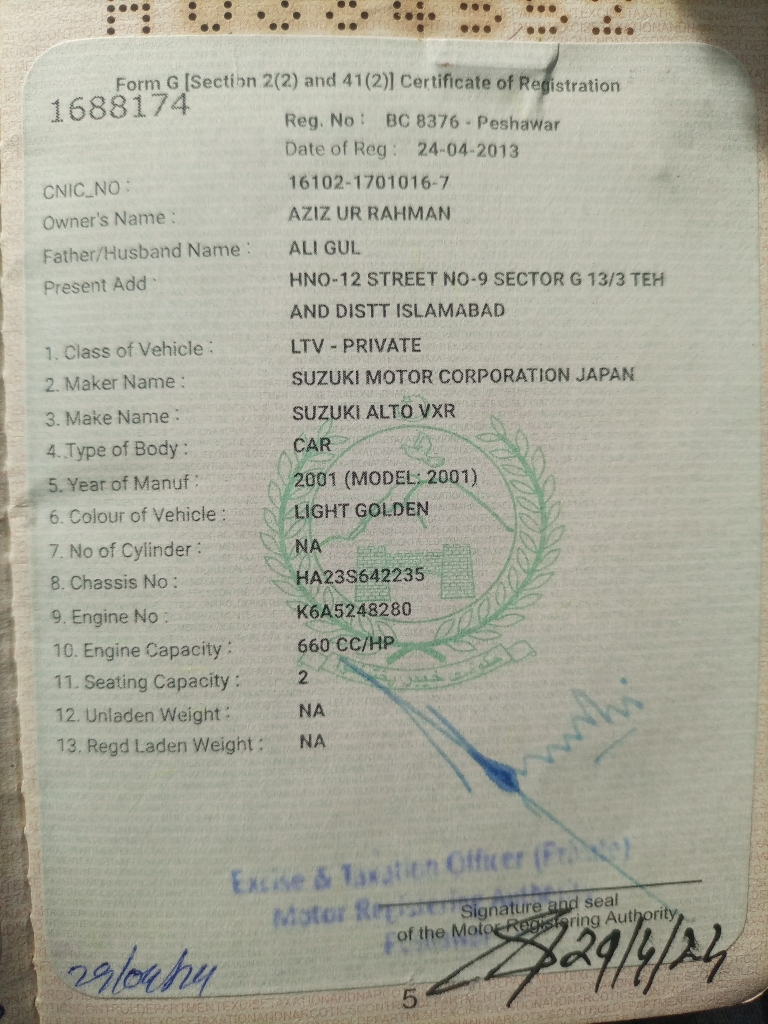 Form G [Section 2(2) and 41(2)] Certificate of Registration
1688174
Reg. No : BC 8376 - Peshawar
Date of Reg : 24-04-2013
CNIC_NO : 16102-1701016-7
Owner's Name : AZIZ UR RAHMAN
Father/Husband Name : ALI GUL
Present Add : HNO-12 STREET NO-9 SECTOR G 13/3 TEH
AND DISTT ISLAMABAD
1. Class of Vehicle : LTV - PRIVATE
2. Maker Name : SUZUKI MOTOR CORPORATION JAPAN
3. Make Name : SUZUKI ALTO VXR
4. Type of Body : CAR
5. Year of Manuf : 2001 (MODEL: 2001)
6. Colour of Vehicle : LIGHT GOLDEN
7. No of Cylinder : NA
8. Chassis No : HA23S642235
9. Engine No : K6A5248280
10. Engine Capacity : 660 CC/HP
11. Seating Capacity : 2
12. Unladen Weight : NA
13. Regd Laden Weight : NA
Excise & Taxation Officer
Motor Registering Authority
Signature and seal
of the Motor Registering Authority
29/4/24
29/04/24
5